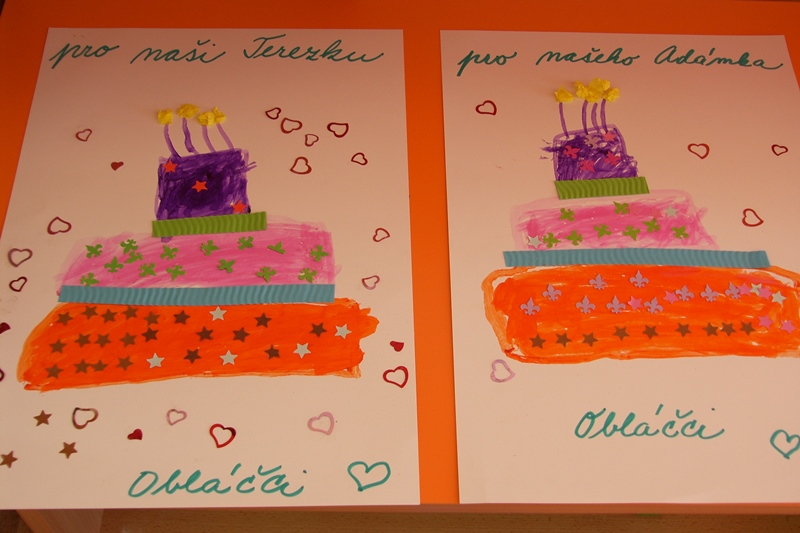 pro naši Terezku
Obláčci
pro našeho Adámka
Obláčci